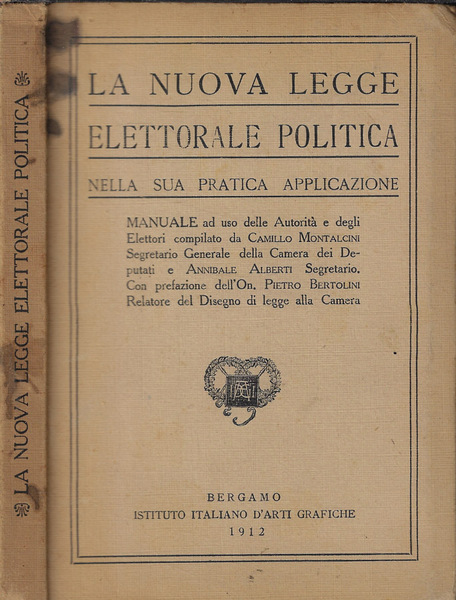 LA NUOVA LEGGE ELETTORALE POLITICA
LA NUOVA LEGGE
ELETTORALE POLITICA
NELLA SUA PRATICA APPLICAZIONE
MANUALE ad uso delle Autorità e degli
Elettori compilato da CAMILLO MONTALCINI
Segretario Generale della Camera dei De-
putati e ANNIBALE ALBERTI Segretario.
Con prefazione dell'On. PIETRO BERTOLINI
Relatore del Disegno di legge alla Camera
BERGAMO
ISTITUTO ITALIANO D'ARTI GRAFICHE
1912